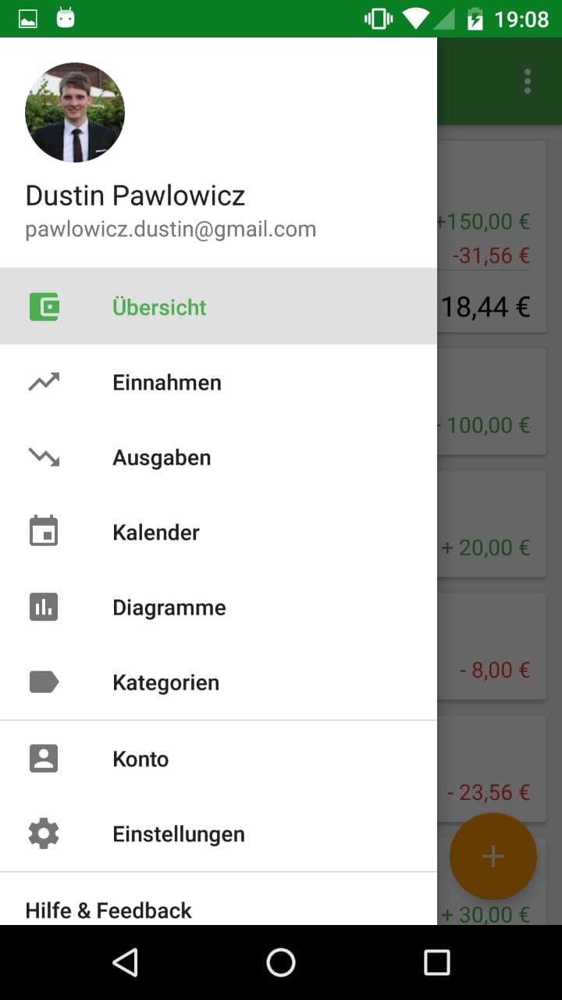 19:08
Dustin Pawlowicz
pawlowicz.dustin@gmail.com
+150,00 €
-31,56 €
18,44 €
Übersicht
Einnahmen
100,00 €
Ausgaben
Kalender
+ 20,00 €
Diagramme
- 8,00 €
Kategorien
Konto
- 23,56 €
Einstellungen
+
Hilfe & Feedback
+ 30,00 €